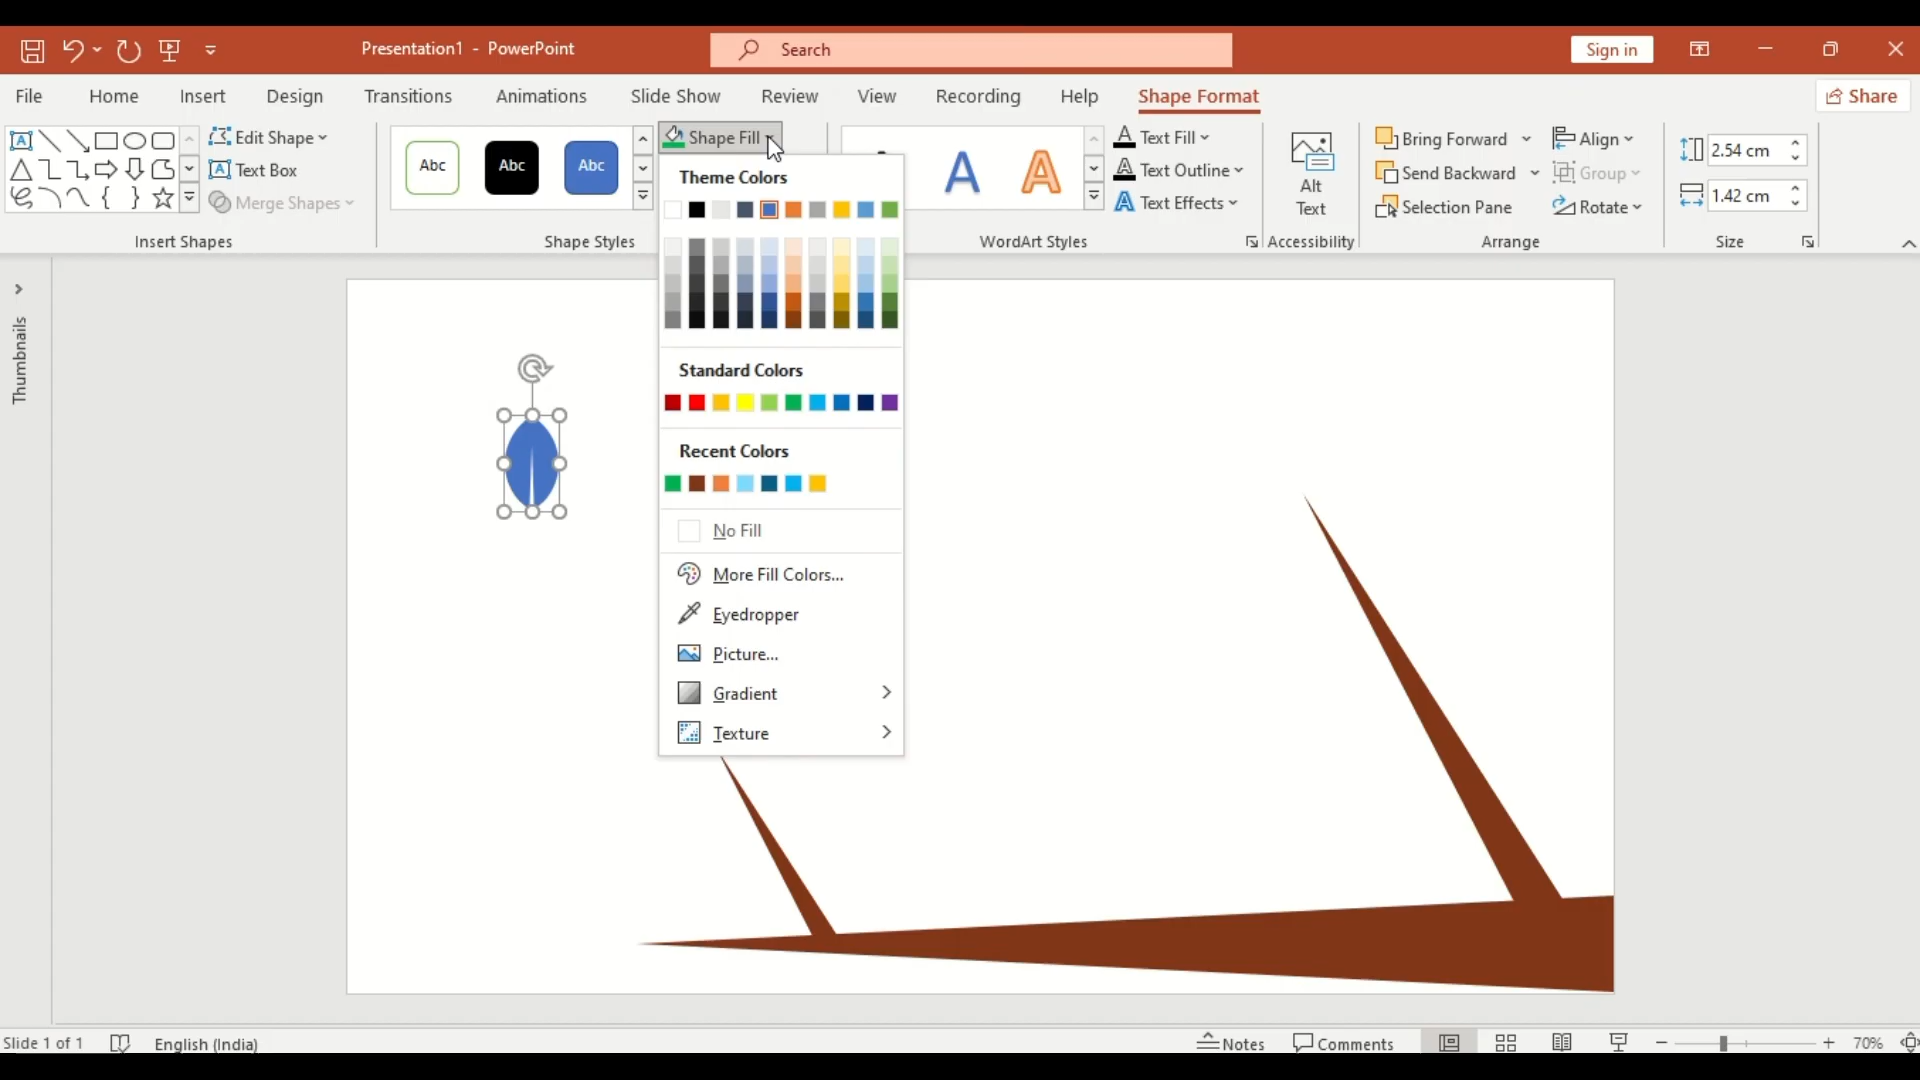 Presentation1 - PowerPoint
Search
Sign in
File Home Insert Design Transitions Animations Slide Show Review View Recording Help Shape Format
Share
Edit Shape
Text Box
Merge Shapes
Insert Shapes
Abc Abc Abc
Shape Fill
Shape Styles
Theme Colors
Standard Colors
Recent Colors
No Fill
More Fill Colors...
Eyedropper
Picture...
Gradient
Texture
A A
Text Fill
Text Outline
Text Effects
WordArt Styles
Alt
Text
Accessibility
Bring Forward
Send Backward
Selection Pane
Align
Group
Rotate
Arrange
2.54 cm
1.42 cm
Size
Thumbnails
Slide 1 of 1
English (India)
Notes
Comments
70%